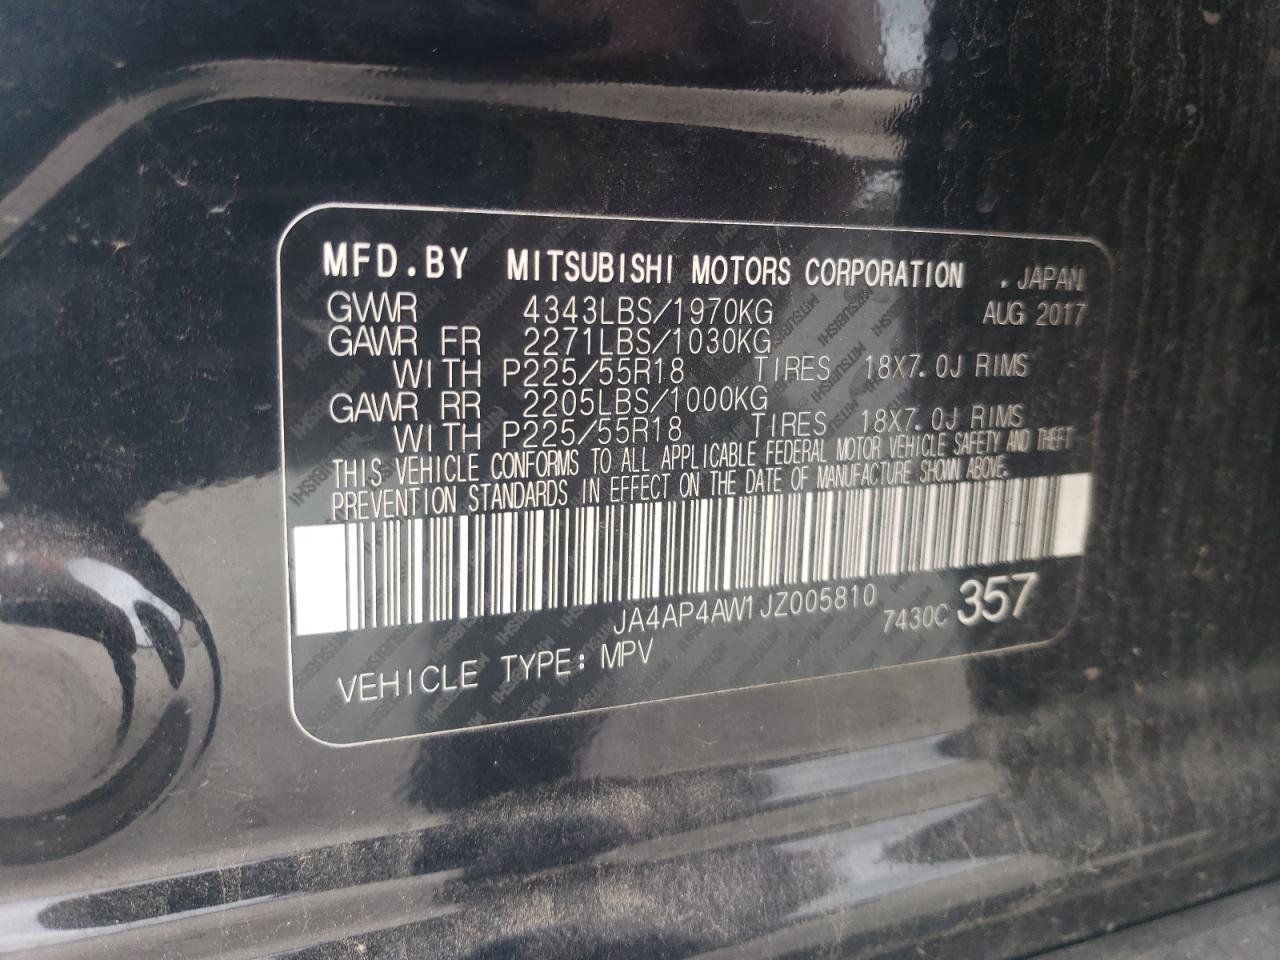 MFD.BY MITSUBISHI MOTORS CORPORATION .JAPAN
GVWR 4343LBS/1970KG AUG 2017
GAWR FR 2271LBS/1030KG
WITH P225/55R18 TIRES 18X7.0J RIMS
GAWR RR 2205LBS/1000KG
WITH P225/55R18 TIRES 18X7.0J RIMS
THIS VEHICLE CONFORMS TO ALL APPLICABLE FEDERAL MOTOR VEHICLE SAFETY AND THEFT
PREVENTION STANDARDS IN EFFECT ON THE DATE OF MANUFACTURE SHOWN ABOVE.
JA4AP4AW1JZ005810
7430C 357
VEHICLE TYPE: MPV